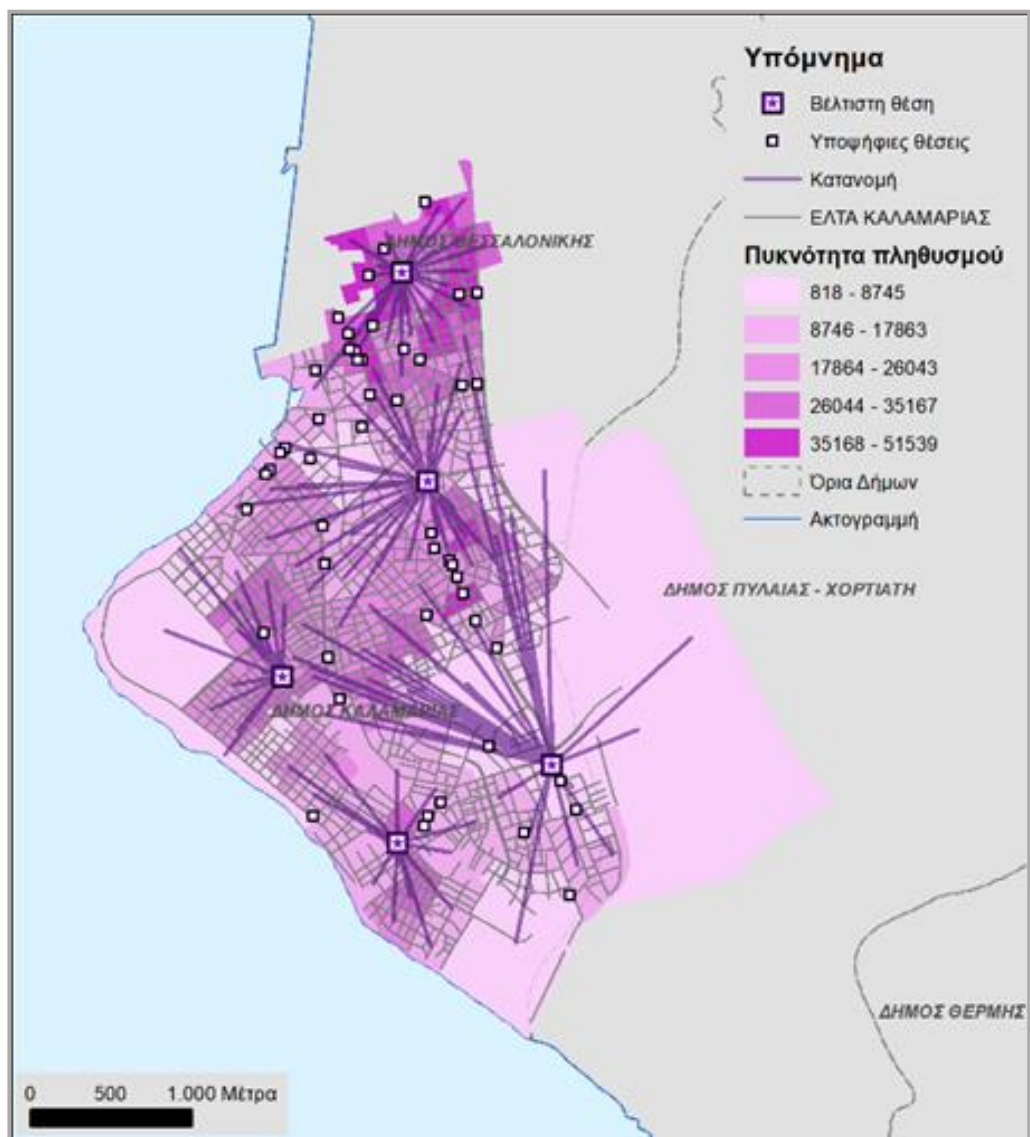 Υπόμνημα
Βέλτιστη θέση
Υποψήφιες θέσεις
Κατανομή
ΕΛΤΑ ΚΑΛΑΜΑΡΙΑΣ
Πυκνότητα πληθυσμού
818 - 8745
8746 - 17863
17864 - 26043
26044 - 35167
35168 - 51539
Όρια Δήμων
Ακτογραμμή
ΔΗΜΟΣ ΘΕΣΣΑΛΟΝΙΚΗΣ
ΔΗΜΟΣ ΠΥΛΑΙΑΣ - ΧΟΡΤΙΑΤΗ
ΔΗΜΟΣ ΚΑΛΑΜΑΡΙΑΣ
ΔΗΜΟΣ ΘΕΡΜΗΣ
0 500 1.000 Μέτρα